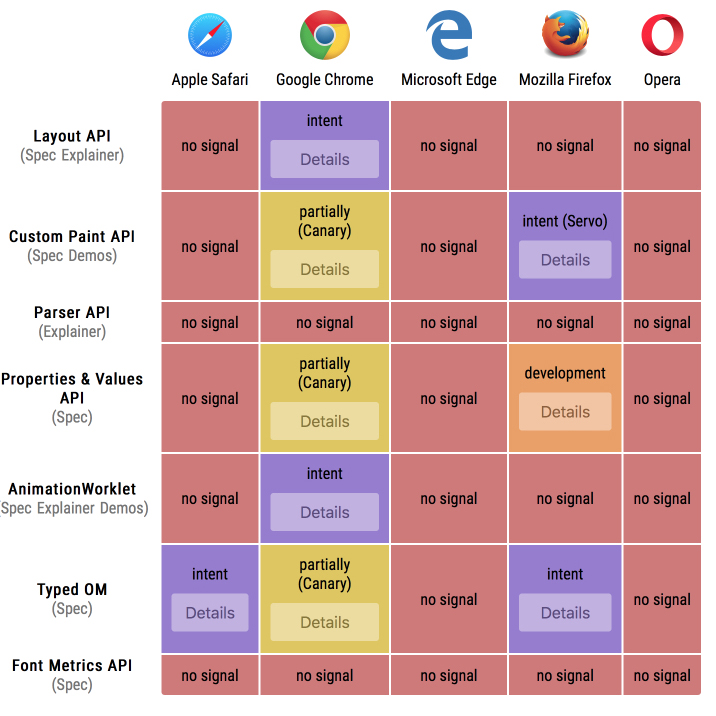 Apple Safari Google Chrome Microsoft Edge Mozilla Firefox Opera
Layout API
(Spec Explainer)
no signal
intent
Details
no signal
no signal
no signal
Custom Paint API
(Spec Demos)
no signal
partially
(Canary)
Details
no signal
intent (Servo)
Details
no signal
Parser API
(Explainer)
no signal
no signal
no signal
no signal
no signal
Properties & Values
API
(Spec)
no signal
partially
(Canary)
Details
no signal
development
Details
no signal
AnimationWorklet
(Spec Explainer Demos)
no signal
intent
Details
no signal
no signal
no signal
Typed OM
(Spec)
intent
Details
partially
(Canary)
Details
no signal
intent
Details
no signal
Font Metrics API
(Spec)
no signal
no signal
no signal
no signal
no signal